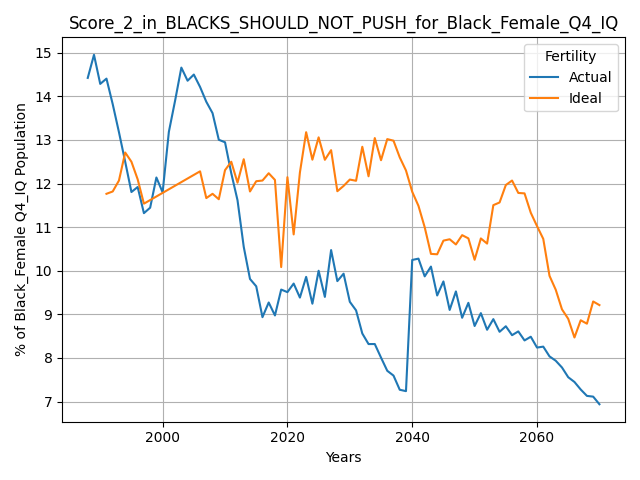 Score_2_in_BLACKS_SHOULD_NOT_PUSH_for_Black_Female_Q4_IQ
Fertility
Actual
Ideal
% of Black_Female Q4_IQ Population
15
14
13
12
11
10
9
8
7
2000
2020
2040
2060
Years